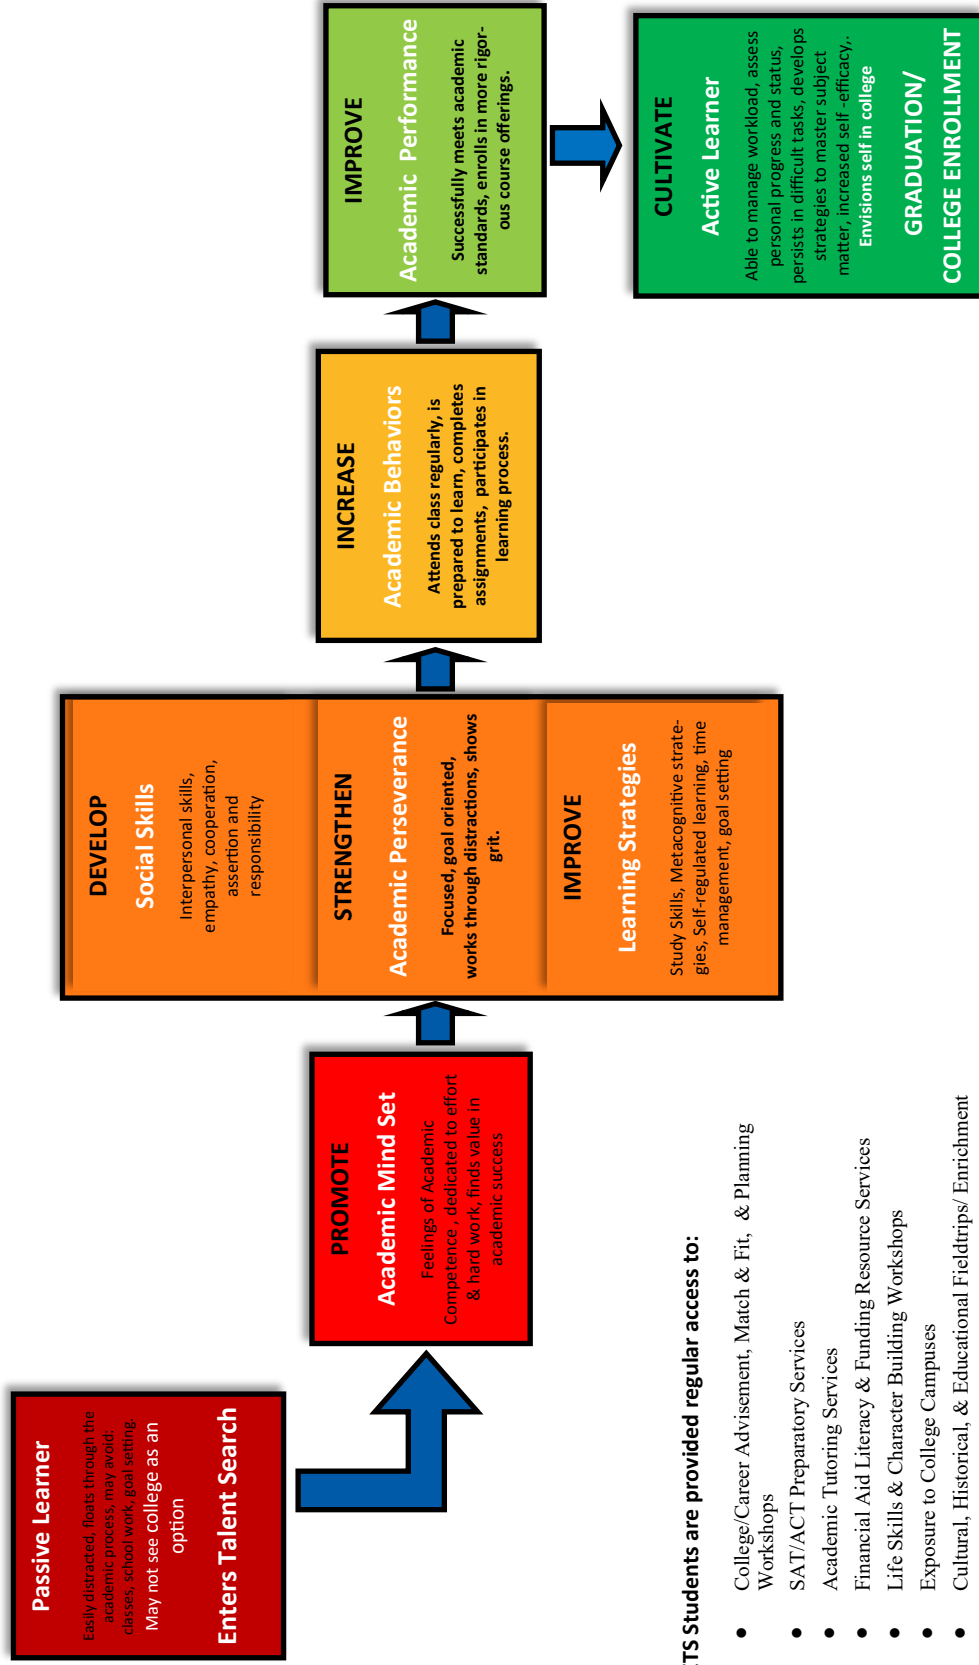 Passive Learner
Easily distracted, floats through the
academic process, may avoid:
classes, school work, goal setting.
May not see college as an
option
Enters Talent Search
PROMOTE
Academic Mind Set
Feelings of Academic
Competence , dedicated to effort
& hard work, finds value in
academic success
DEVELOP
Social Skills
Interpersonal skills,
empathy, cooperation,
assertion and
responsibility
STRENGTHEN
Academic Perseverance
Focused, goal oriented,
works through distractions, shows
grit.
IMPROVE
Learning Strategies
Study Skills, Metacognitive strate-
gies, Self-regulated learning, time
management, goal setting
INCREASE
Academic Behaviors
Attends class regularly, is
prepared to learn, completes
assignments, participates in
learning process.
IMPROVE
Academic Performance
Successfully meets academic
standards, enrolls in more rigor-
ous course offerings.
CULTIVATE
Active Learner
Able to manage workload, assess
personal progress and status,
persists in difficult tasks, develops
strategies to master subject
matter, increased self -efficacy,.
Envisions self in college
GRADUATION/
COLLEGE ENROLLMENT
ETS Students are provided regular access to:
● College/Career Advisement, Match & Fit, & Planning
Workshops
● SAT/ACT Preparatory Services
● Academic Tutoring Services
● Financial Aid Literacy & Funding Resource Services
● Life Skills & Character Building Workshops
● Exposure to College Campuses
● Cultural, Historical, & Educational Fieldtrips/ Enrichment